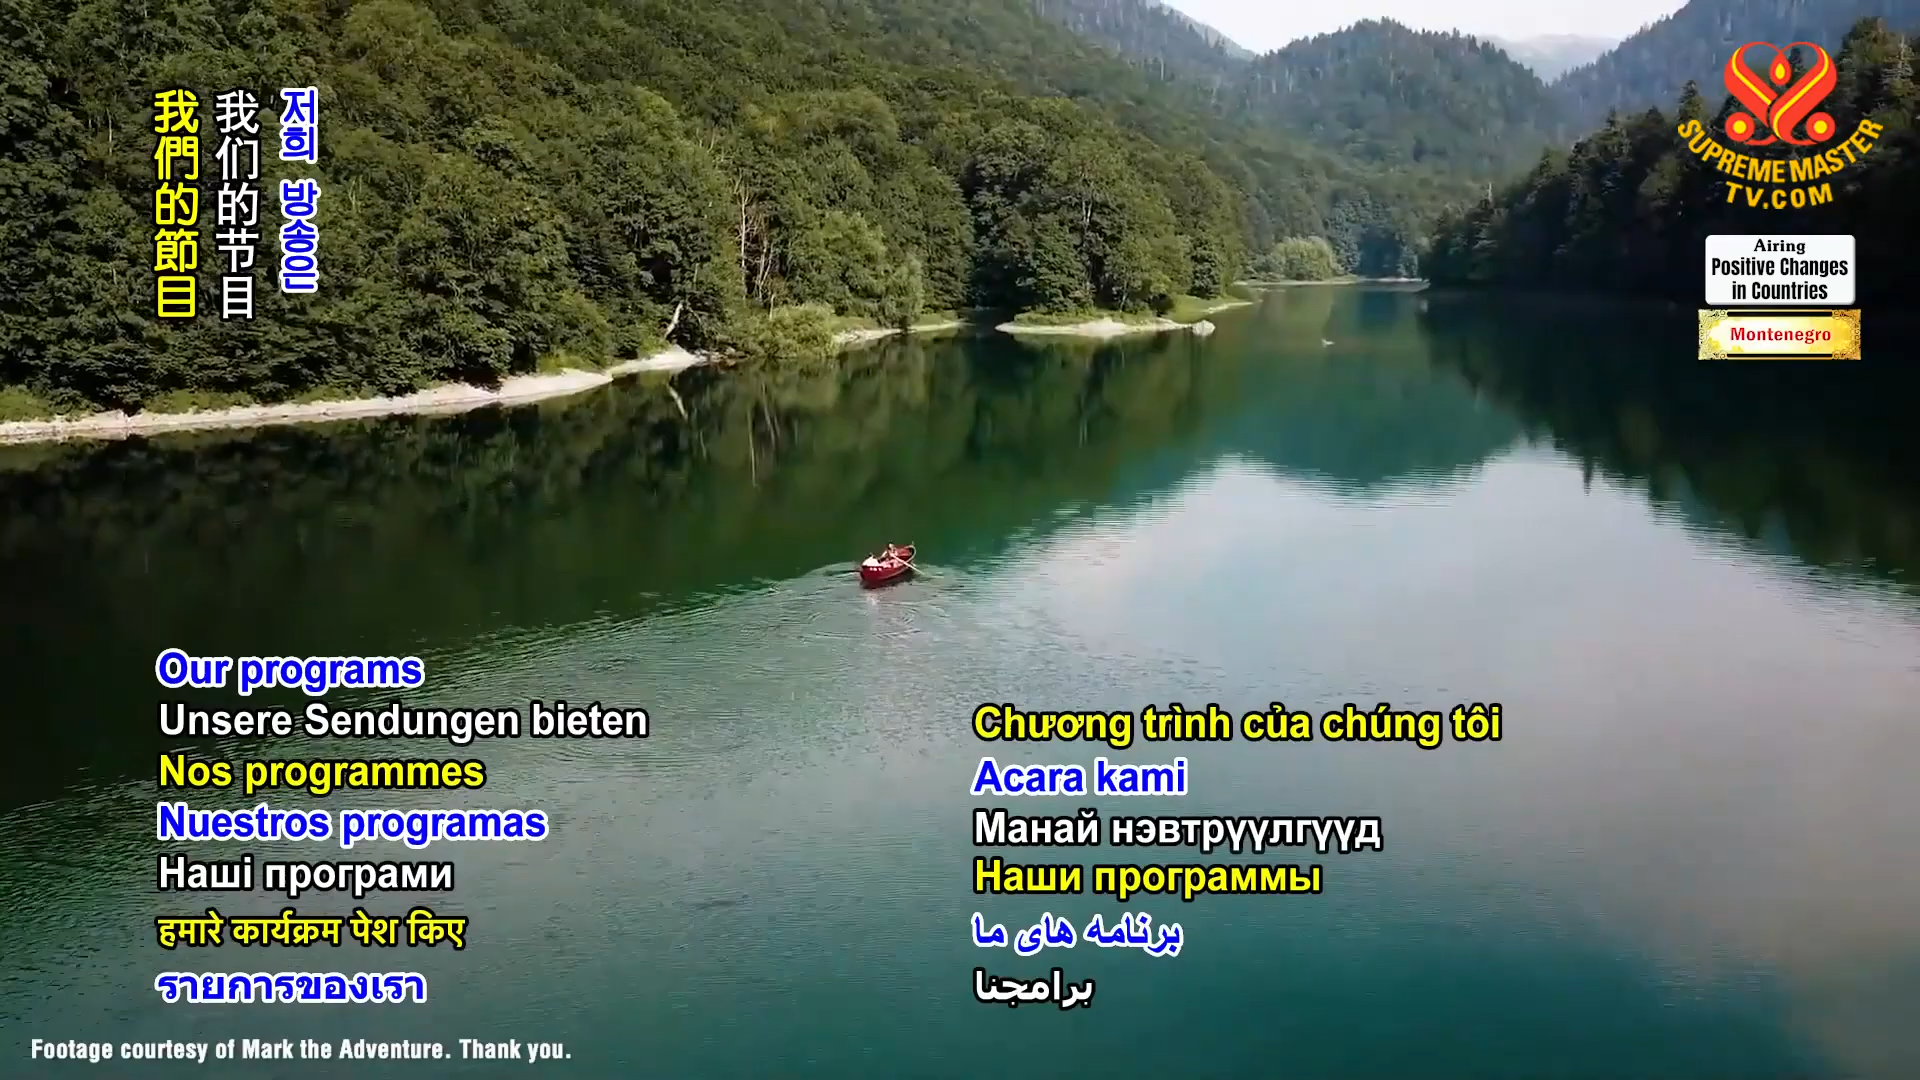 我們的節目
我们的节目
저희 방송은
SUPREME MASTER
TV.COM
Airing
Positive Changes
in Countries
Montenegro
Our programs
Unsere Sendungen bieten
Nos programmes
Nuestros programas
Наші програми
हमारे कार्यक्रम पेश किए
รายการของเรา
Chương trình của chúng tôi
Acara kami
Манай нэвтрүүлгүүд
Наши программы
برنامه های ما
برامجنا
Footage courtesy of Mark the Adventure. Thank you.